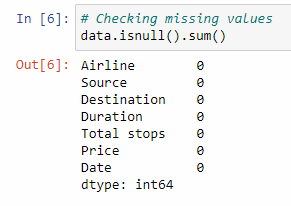 In [6]: # Checking missing values
data.isnull().sum()
Out[6]: Airline 0
Source 0
Destination 0
Duration 0
Total stops 0
Price 0
Date 0
dtype: int64